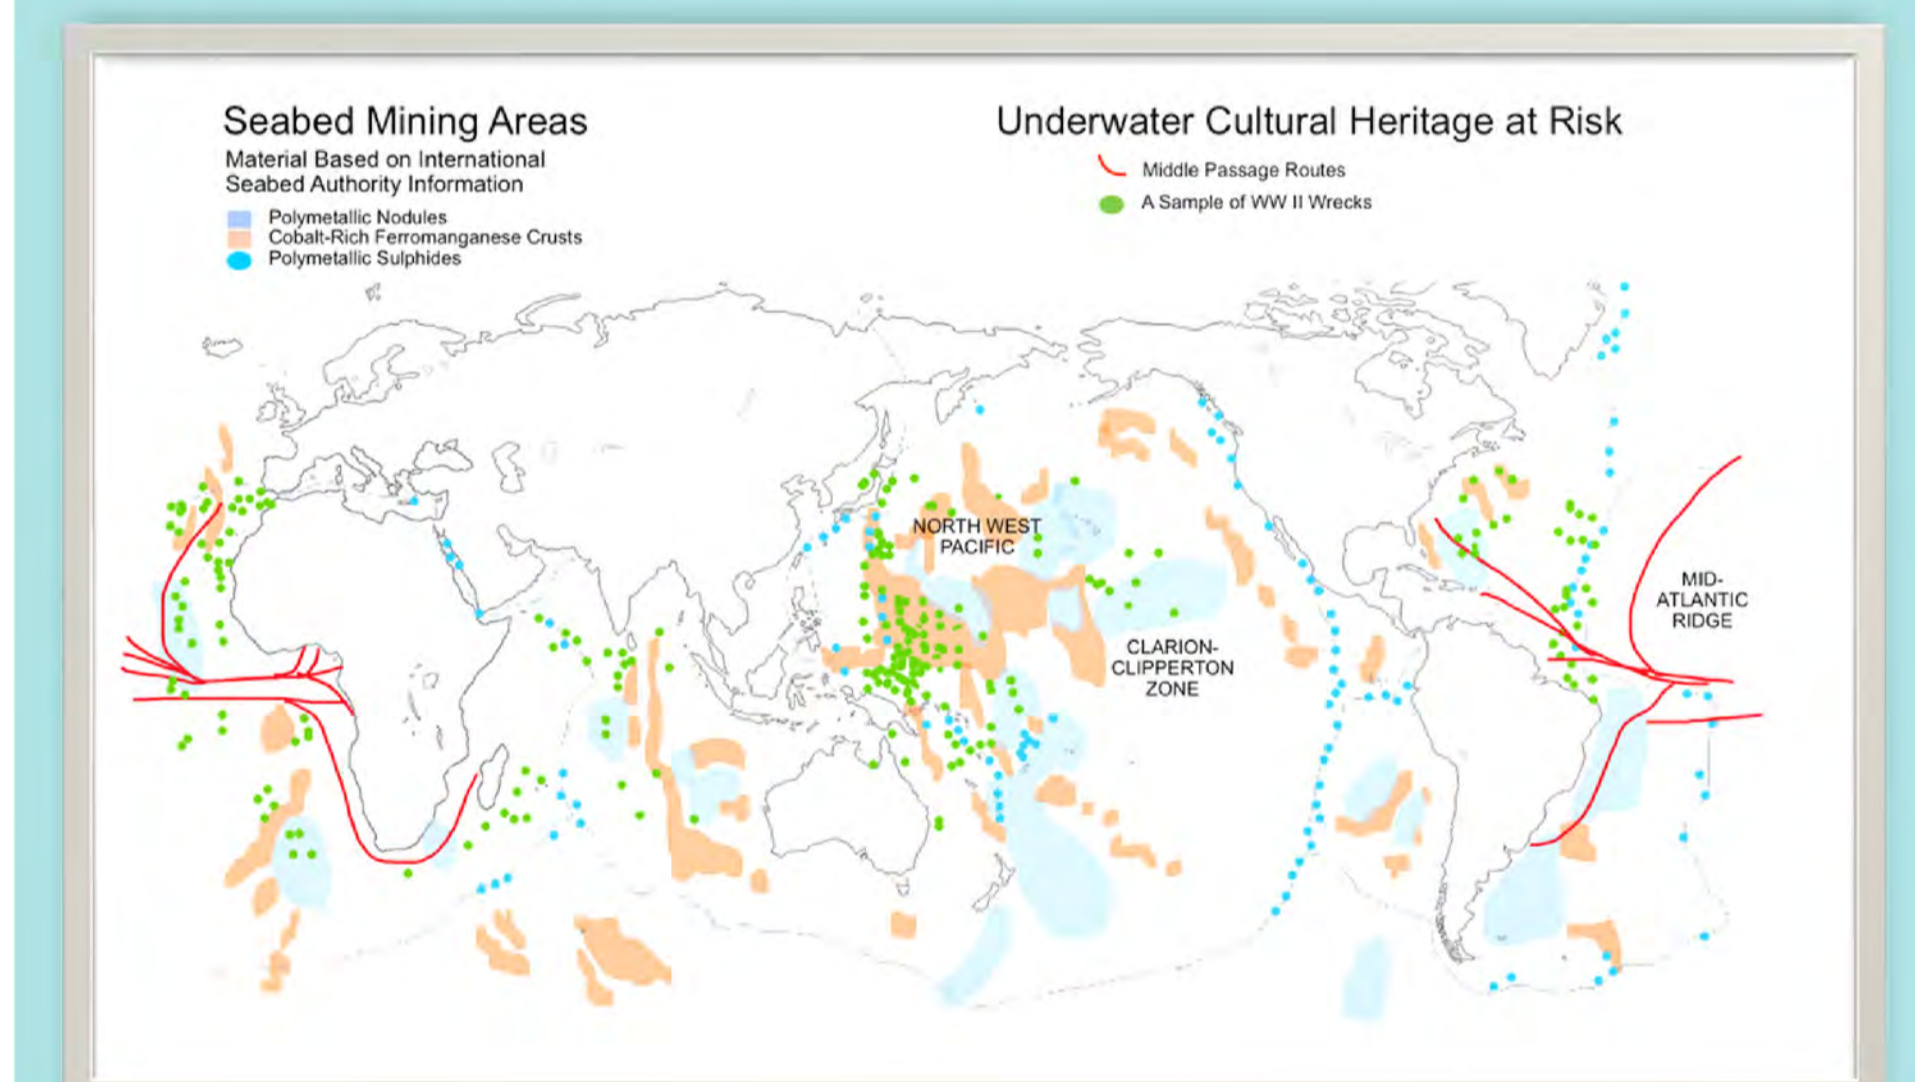 Seabed Mining Areas
Material Based on International
Seabed Authority Information
Polymetallic Nodules
Cobalt-Rich Ferromanganese Crusts
Polymetallic Sulphides
Underwater Cultural Heritage at Risk
Middle Passage Routes
A Sample of WW II Wrecks
NORTH WEST
PACIFIC
CLARION-
CLIPPERTON
ZONE
MID-
ATLANTIC
RIDGE